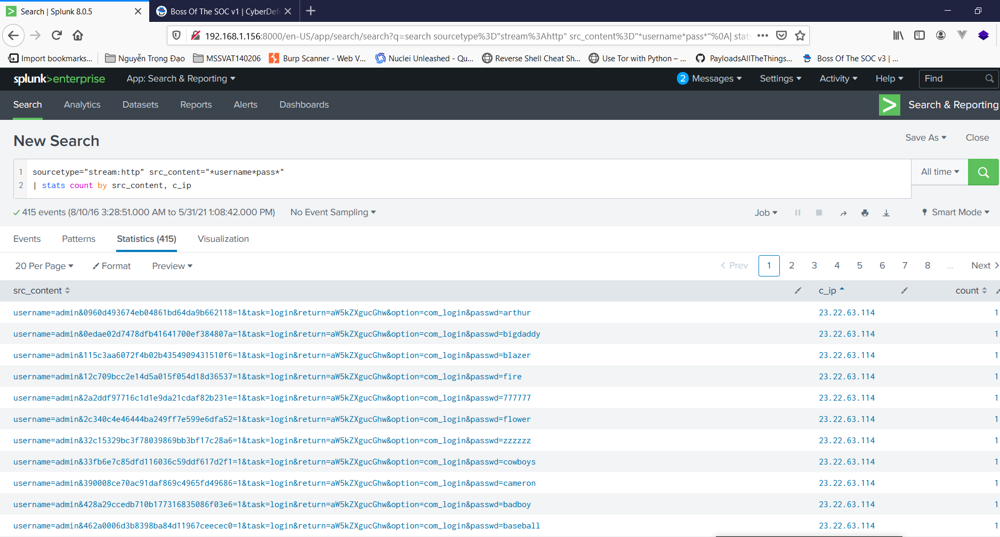 Search | Splunk 8.0.5
Boss Of The SOC v1 | CyberDef
192.168.1.156:8000/en-US/app/search/search?q=search sourcetype%3D"stream%3Ahttp" src_content%3D"*username*pass*"%0A| stats
Import bookmarks...
Nguyễn Trọng Đạo
MSSVAT140206
Burp Scanner - Web V...
Nuclei Unleashed - Qu...
Reverse Shell Cheat Sh...
Use Tor with Python – ...
PayloadsAllTheThings...
Boss Of The SOC v3 | ...
splunk>enterprise
App: Search & Reporting
2 Messages
Settings
Activity
Help
Find
Search
Analytics
Datasets
Reports
Alerts
Dashboards
> Search & Reporting
New Search
Save As
Close
1 sourcetype="stream:http" src_content="*username*pass*"
2 | stats count by src_content, c_ip
All time
415 events (8/10/16 3:28:51.000 AM to 5/31/21 1:08:42.000 PM)
No Event Sampling
Job
Smart Mode
Events
Patterns
Statistics (415)
Visualization
20 Per Page
Format
Preview
< Prev 1 2 3 4 5 6 7 8 ... Next >
src_content c_ip count
username=admin&0960d493674eb04861bd64da9b662118=1&task=login&return=aW5kZXgucGhw&option=com_login&passwd=arthur 23.22.63.114 1
username=admin&0edae02d7478dfb41641700ef384807a=1&task=login&return=aW5kZXgucGhw&option=com_login&passwd=bigdaddy 23.22.63.114 1
username=admin&115c3aa6072f4b02b4354909431510f6=1&task=login&return=aW5kZXgucGhw&option=com_login&passwd=blazer 23.22.63.114 1
username=admin&12c709bcc2e14d5a015f054d18d36537=1&task=login&return=aW5kZXgucGhw&option=com_login&passwd=fire 23.22.63.114 1
username=admin&2a2ddf97716c1d1e9da21cdaf82b231e=1&task=login&return=aW5kZXgucGhw&option=com_login&passwd=777777 23.22.63.114 1
username=admin&2c340c4e46444ba249ff7e599e6dfa52=1&task=login&return=aW5kZXgucGhw&option=com_login&passwd=flower 23.22.63.114 1
username=admin&32c15329bc3f78039869bb3bf17c28a6=1&task=login&return=aW5kZXgucGhw&option=com_login&passwd=zzzzzz 23.22.63.114 1
username=admin&33fb6e7c85dfd116036c59ddf617d2f1=1&task=login&return=aW5kZXgucGhw&option=com_login&passwd=cowboys 23.22.63.114 1
username=admin&390008ce70ac91daf869c4965fd49686=1&task=login&return=aW5kZXgucGhw&option=com_login&passwd=cameron 23.22.63.114 1
username=admin&428a29ccedb710b177316835086f03e6=1&task=login&return=aW5kZXgucGhw&option=com_login&passwd=badboy 23.22.63.114 1
username=admin&462a0006d3b8398ba84d11967ceecec0=1&task=login&return=aW5kZXgucGhw&option=com_login&passwd=baseball 23.22.63.114 1